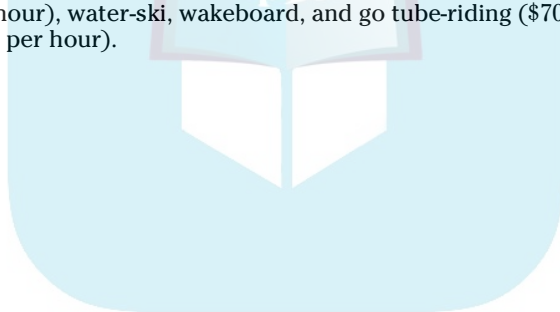 hour), water-ski, wakeboard, and go tube-riding ($70
per hour).